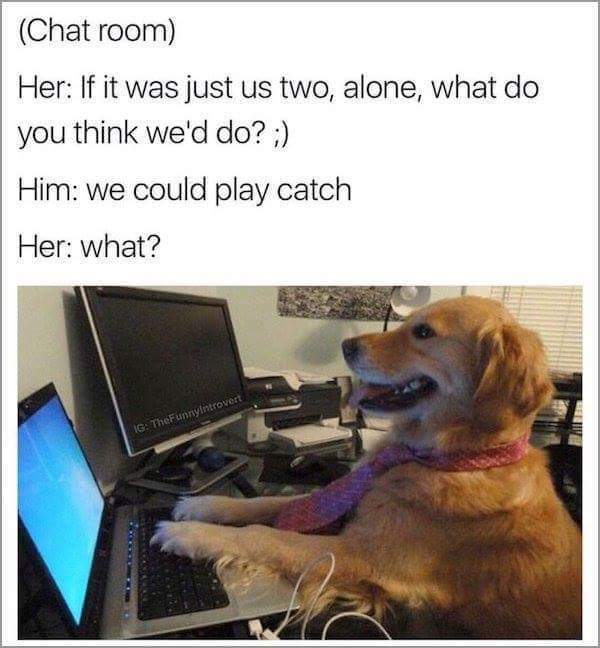 (Chat room)
Her: If it was just us two, alone, what do
you think we'd do? ;)
Him: we could play catch
Her: what?
IG: TheFunnyIntrovert